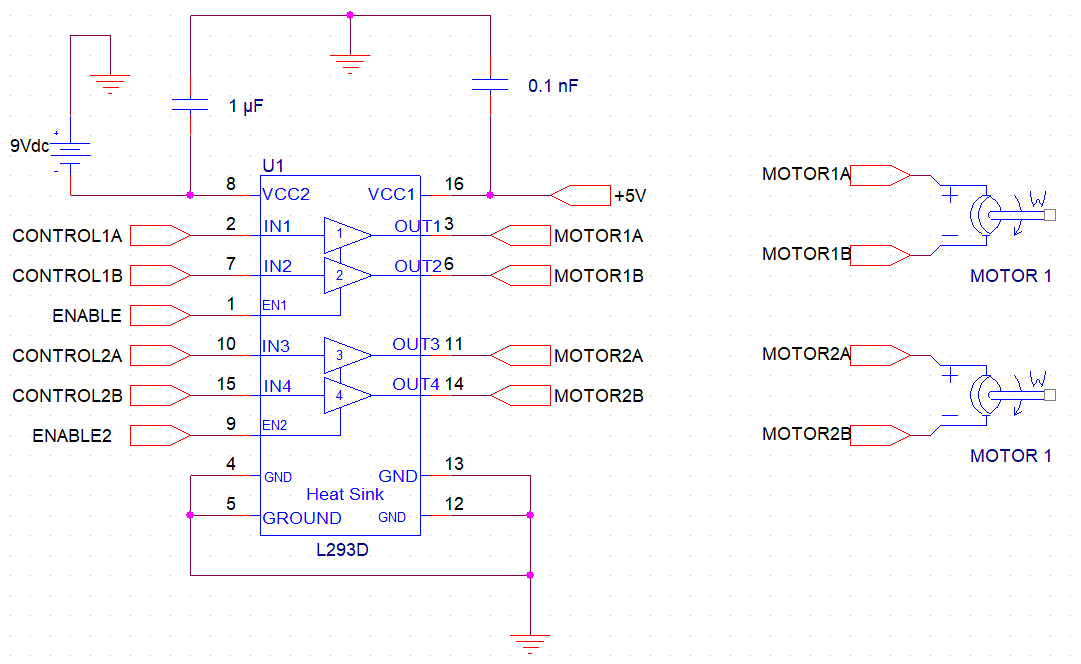 1 µF
0.1 nF
9Vdc
+
-
U1
8
VCC2
VCC1
16
+5V
CONTROL1A
2
IN1
1
OUT1
3
MOTOR1A
CONTROL1B
7
IN2
2
OUT2
6
MOTOR1B
ENABLE
1
EN1
CONTROL2A
10
IN3
3
OUT3
11
MOTOR2A
CONTROL2B
15
IN4
4
OUT4
14
MOTOR2B
ENABLE2
9
EN2
4
GND
GND
13
Heat Sink
5
GROUND
GND
12
L293D
MOTOR1A
+
W
MOTOR1B
-
MOTOR 1
MOTOR2A
+
W
MOTOR2B
-
MOTOR 1